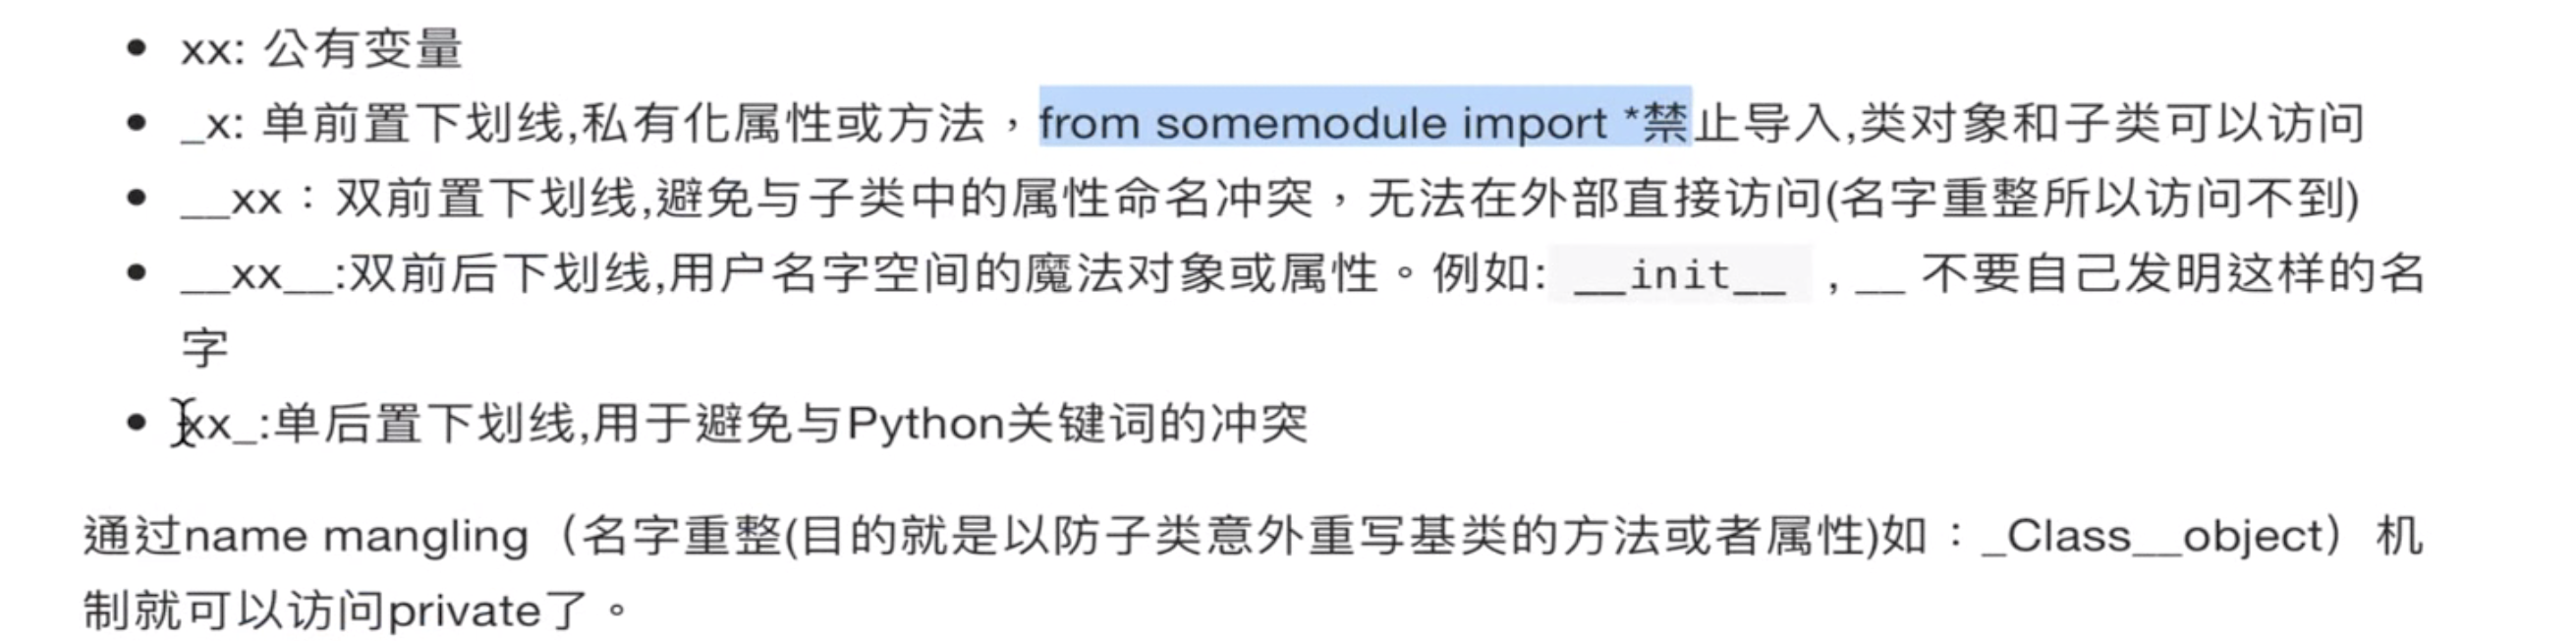 xx: 公有变量
_x: 单前置下划线,私有化属性或方法，from somemodule import *禁止导入,类对象和子类可以访问
__xx：双前置下划线,避免与子类中的属性命名冲突，无法在外部直接访问(名字重整所以访问不到)
__xx__:双前后下划线,用户名字空间的魔法对象或属性。例如: __init__ , __ 不要自己发明这样的名
字
xx_:单后置下划线,用于避免与Python关键词的冲突
通过name mangling（名字重整(目的就是以防子类意外重写基类的方法或者属性)如：_Class__object）机
制就可以访问private了。